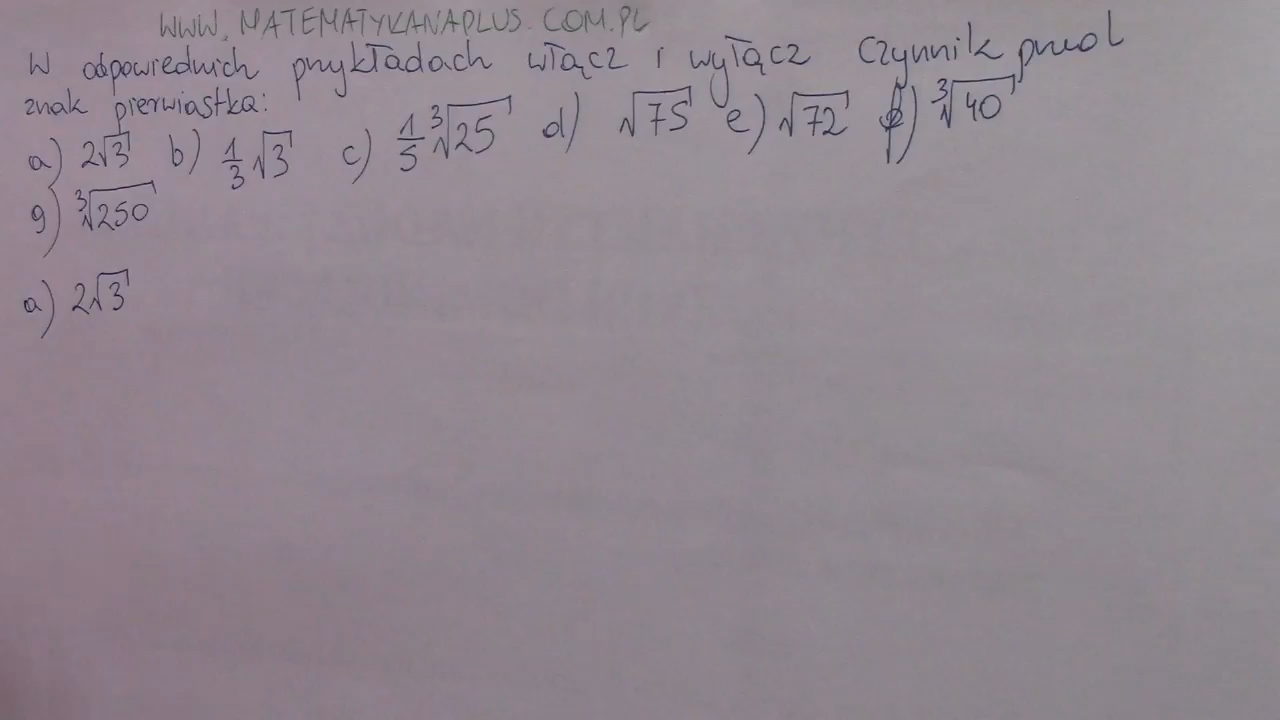 WWW.MATEMATYKANAPLUS.COM.PL
W odpowiednich przykładach włącz i wyłącz czynnik przed
znak pierwiastka:
a) 2√3 b) 1/3 √3 c) 1/5 ∛25 d) √75 e) √72 f) ∛40
g) ∛250
a) 2√3